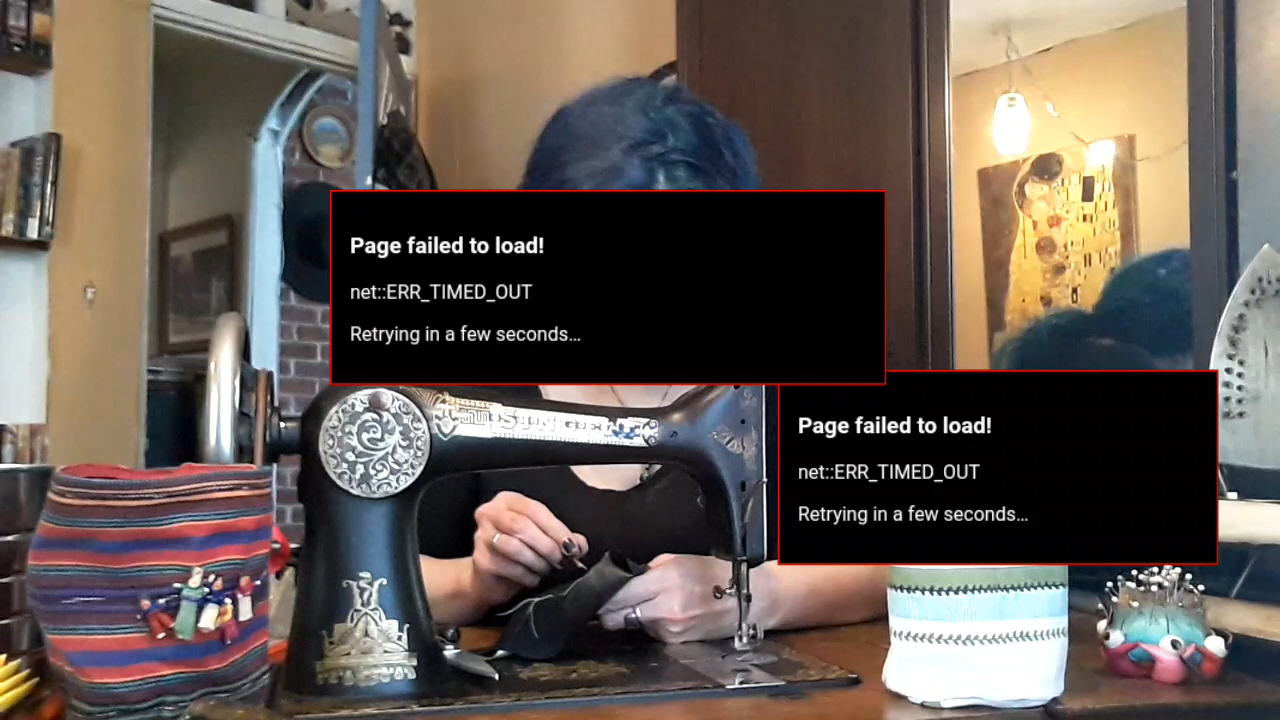 Page failed to load!
net::ERR_TIMED_OUT
Retrying in a few seconds…
SINGER
Page failed to load!
net::ERR_TIMED_OUT
Retrying in a few seconds…